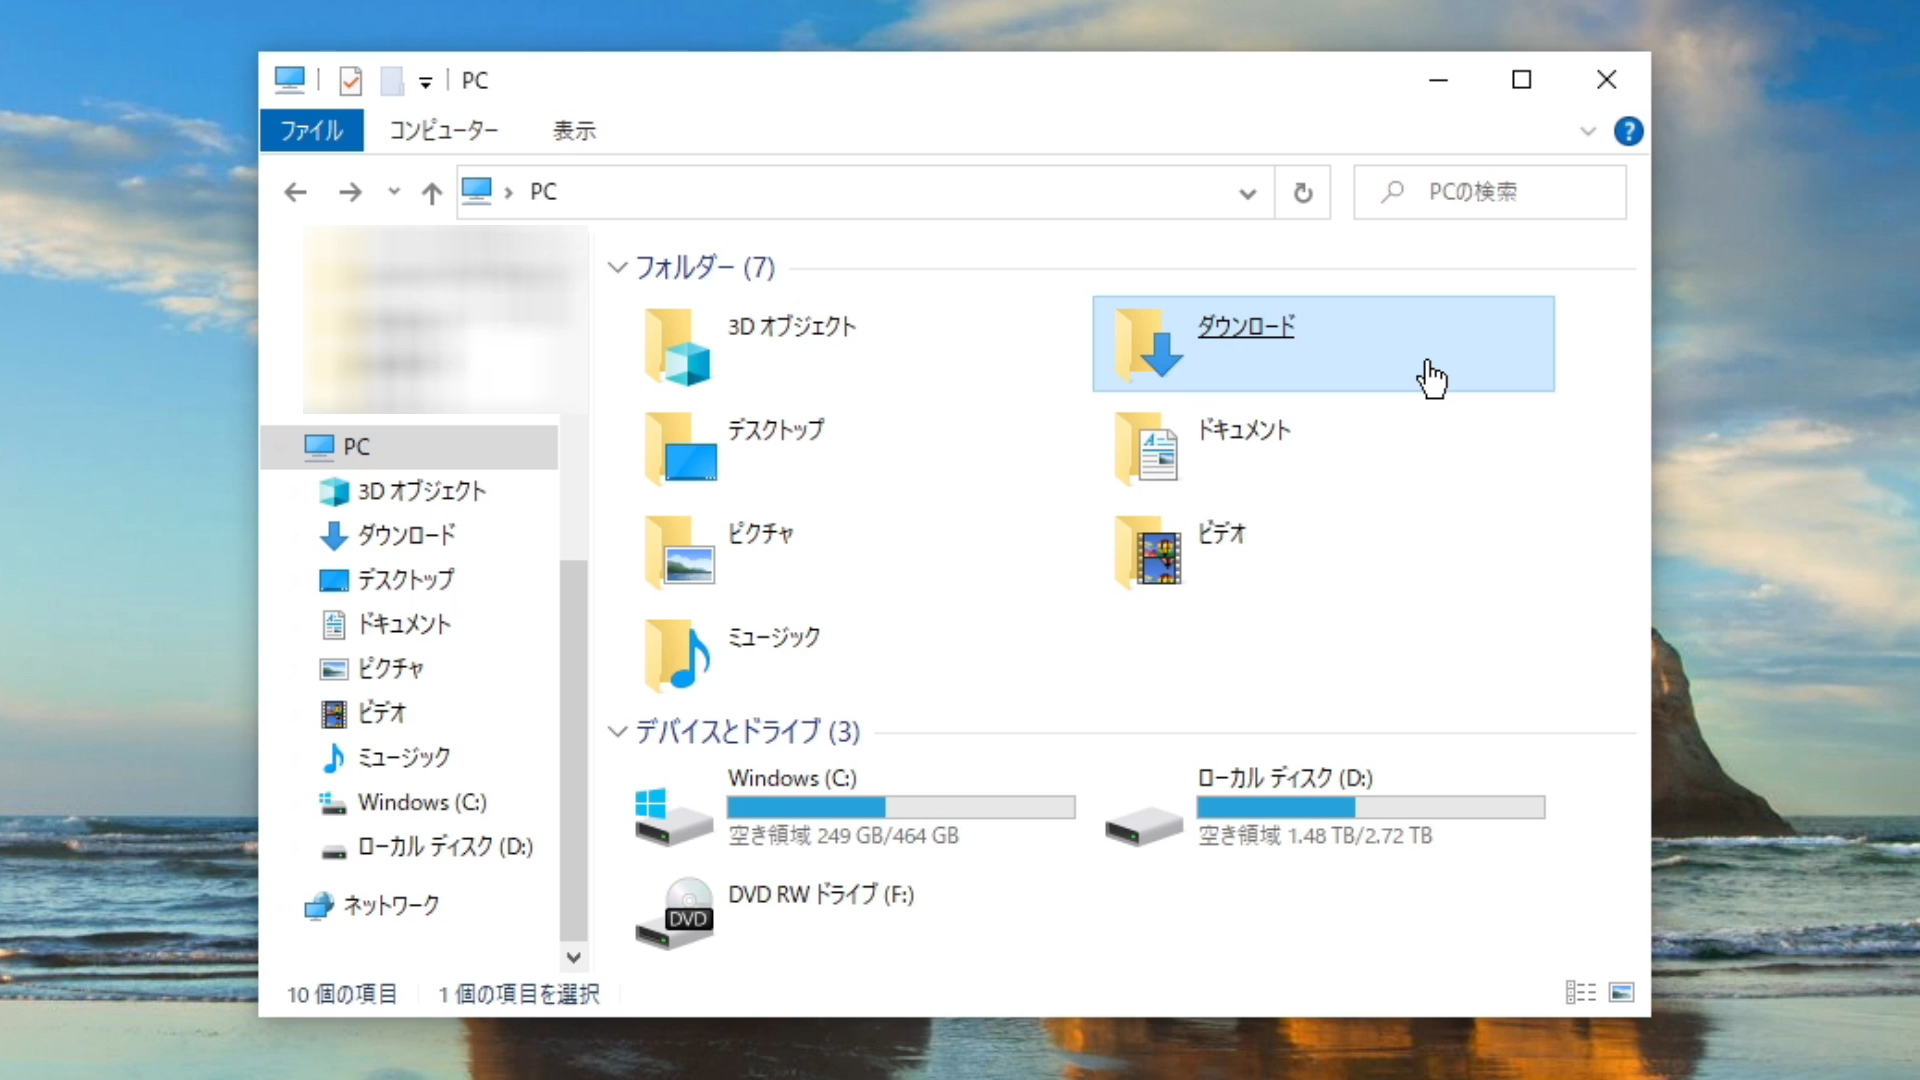 PC
ファイル
コンピューター
表示
?
PC
PCの検索
フォルダー (7)
3D オブジェクト
ダウンロード
デスクトップ
ドキュメント
ピクチャ
ビデオ
ミュージック
デバイスとドライブ (3)
Windows (C:)
空き領域 249 GB/464 GB
ローカル ディスク (D:)
空き領域 1.48 TB/2.72 TB
DVD
DVD RW ドライブ (F:)
PC
3D オブジェクト
ダウンロード
デスクトップ
ドキュメント
ピクチャ
ビデオ
ミュージック
Windows (C:)
ローカル ディスク (D:)
ネットワーク
10 個の項目
1 個の項目を選択